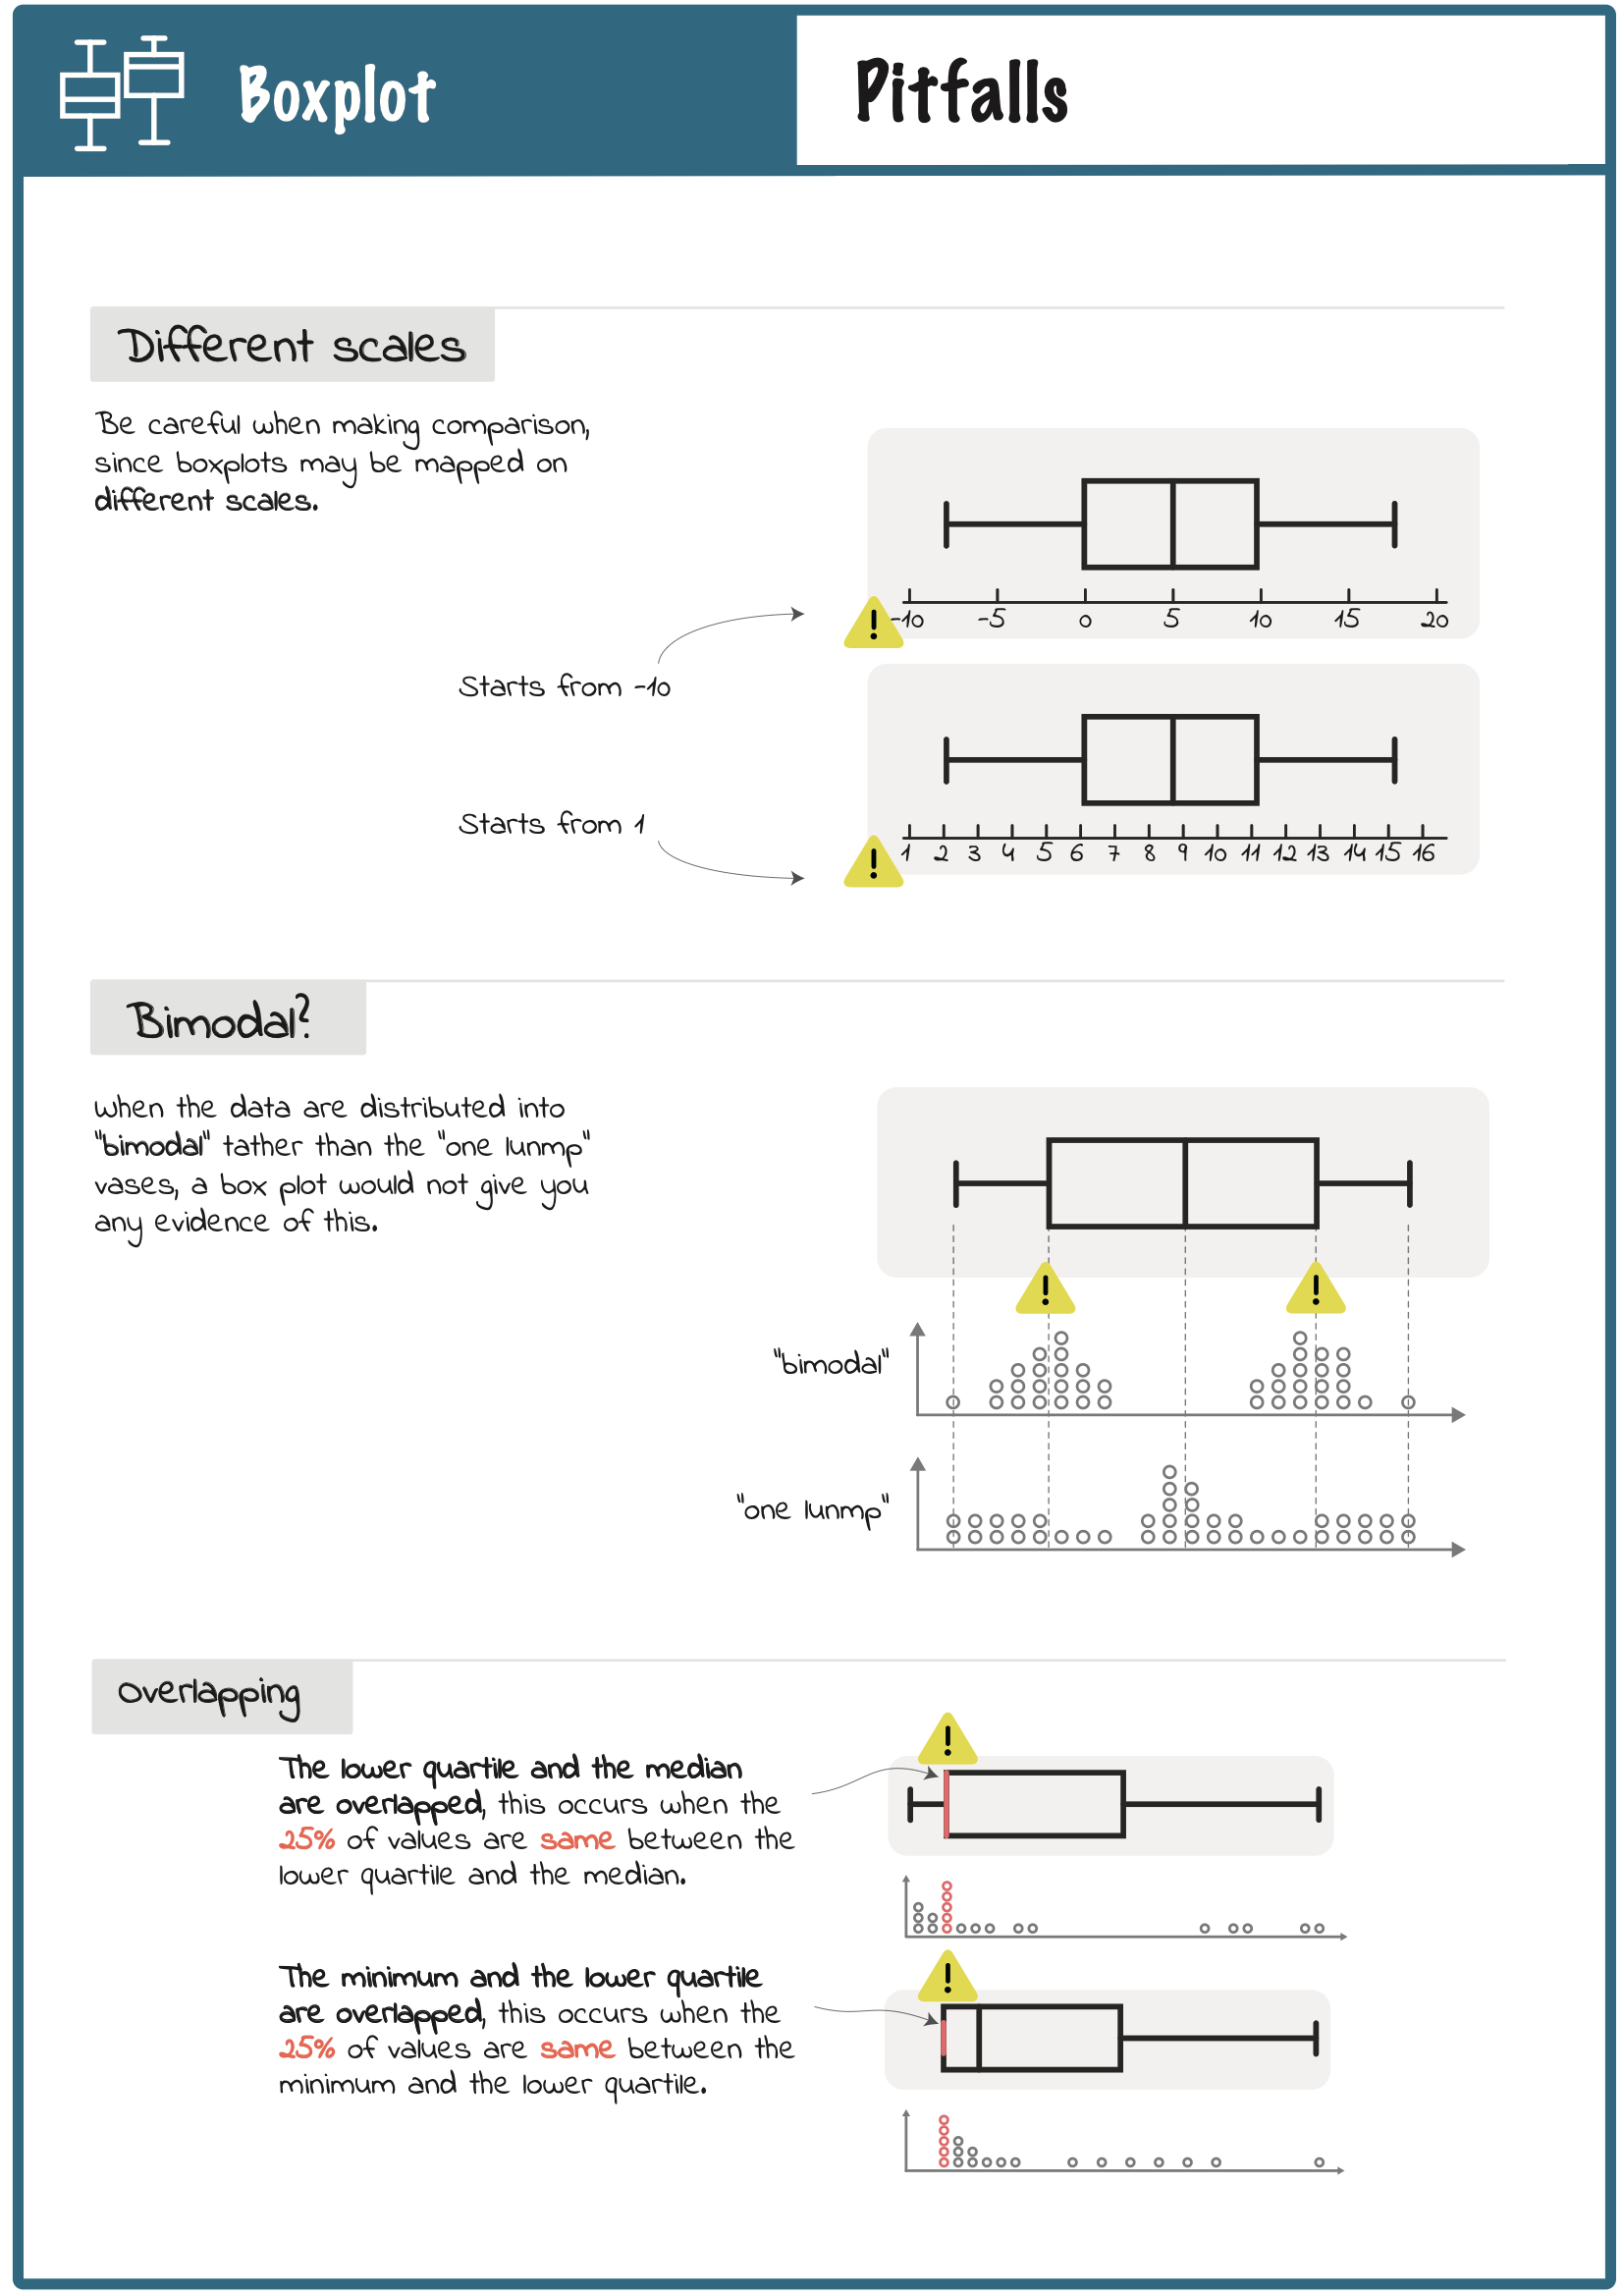 Boxplot
Pitfalls
Different scales
Be careful when making comparison,
since boxplots may be mapped on
different scales.
-10 -5 0 5 10 15 20
Starts from -10
Starts from 1
1 2 3 4 5 6 7 8 9 10 11 12 13 14 15 16
Bimodal?
when the data are distributed into
"bimodal" tather than the "one lunmp"
vases, a box plot would not give you
any evidence of this.
"bimodal"
"one lunmp"
Overlapping
The lower quartile and the median
are overlapped, this occurs when the
25% of values are same between the
lower quartile and the median.
The minimum and the lower quartile
are overlapped, this occurs when the
25% of values are same between the
minimum and the lower quartile.